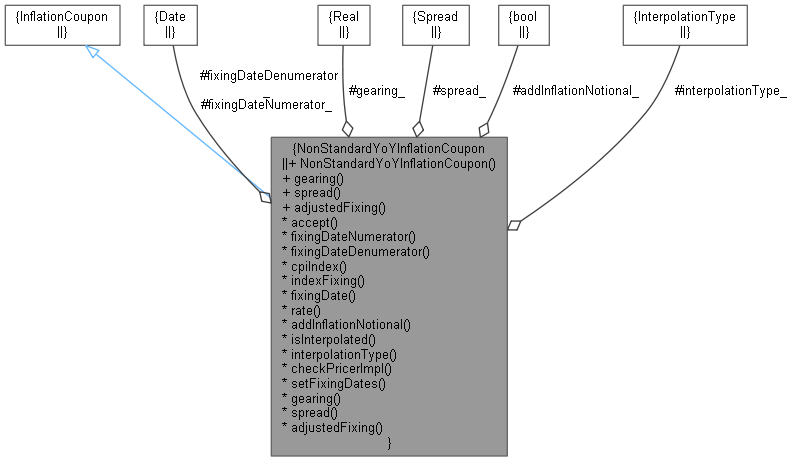 {InflationCoupon
||}
{Date
||}
{Real
||}
{Spread
||}
{bool
||}
{InterpolationType
||}
#fixingDateDenumerator
_
#fixingDateNumerator_
#gearing_
#spread_
#addInflationNotional_
#interpolationType_
{NonStandardYoYInflationCoupon
||+ NonStandardYoYInflationCoupon()
+ gearing()
+ spread()
+ adjustedFixing()
* accept()
* fixingDateNumerator()
* fixingDateDenumerator()
* cpiIndex()
* indexFixing()
* fixingDate()
* rate()
* addInflationNotional()
* isInterpolated()
* interpolationType()
* checkPricerImpl()
* setFixingDates()
* gearing()
* spread()
* adjustedFixing()
}